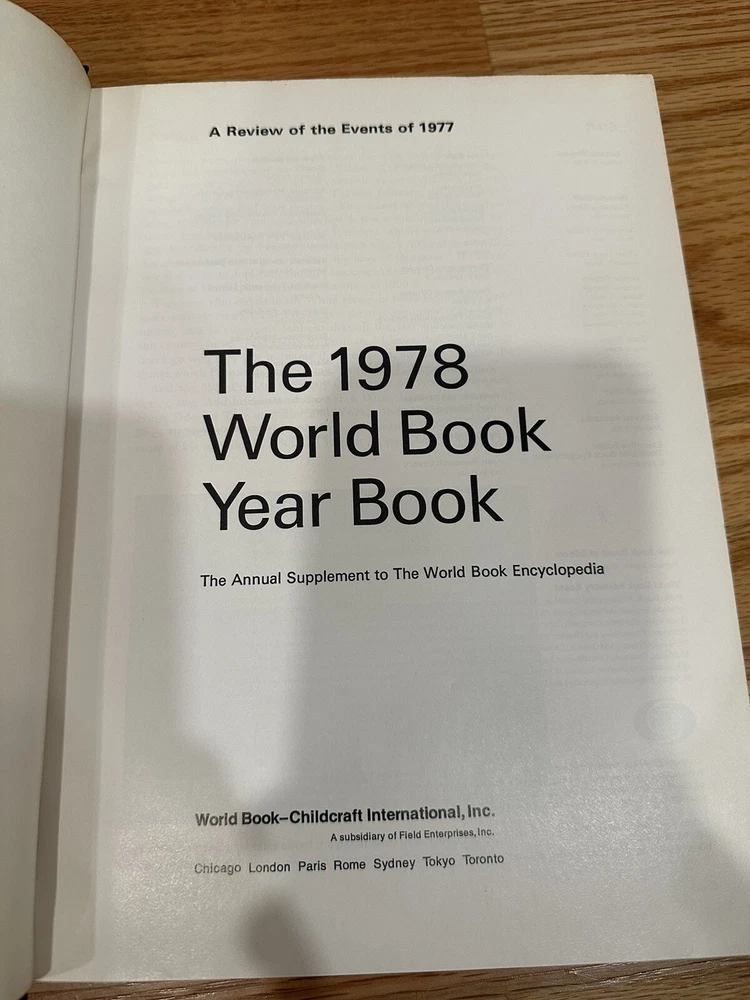 A Review of the Events of 1977
The 1978
World Book
Year Book
The Annual Supplement to The World Book Encyclopedia
World Book–Childcraft International, Inc.
A subsidiary of Field Enterprises, Inc.
Chicago London Paris Rome Sydney Tokyo Toronto